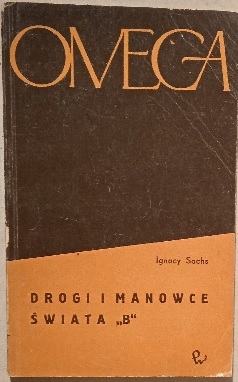 OMEGA
Ignacy Sachs
DROGI I MANOWCE
ŚWIATA „B"